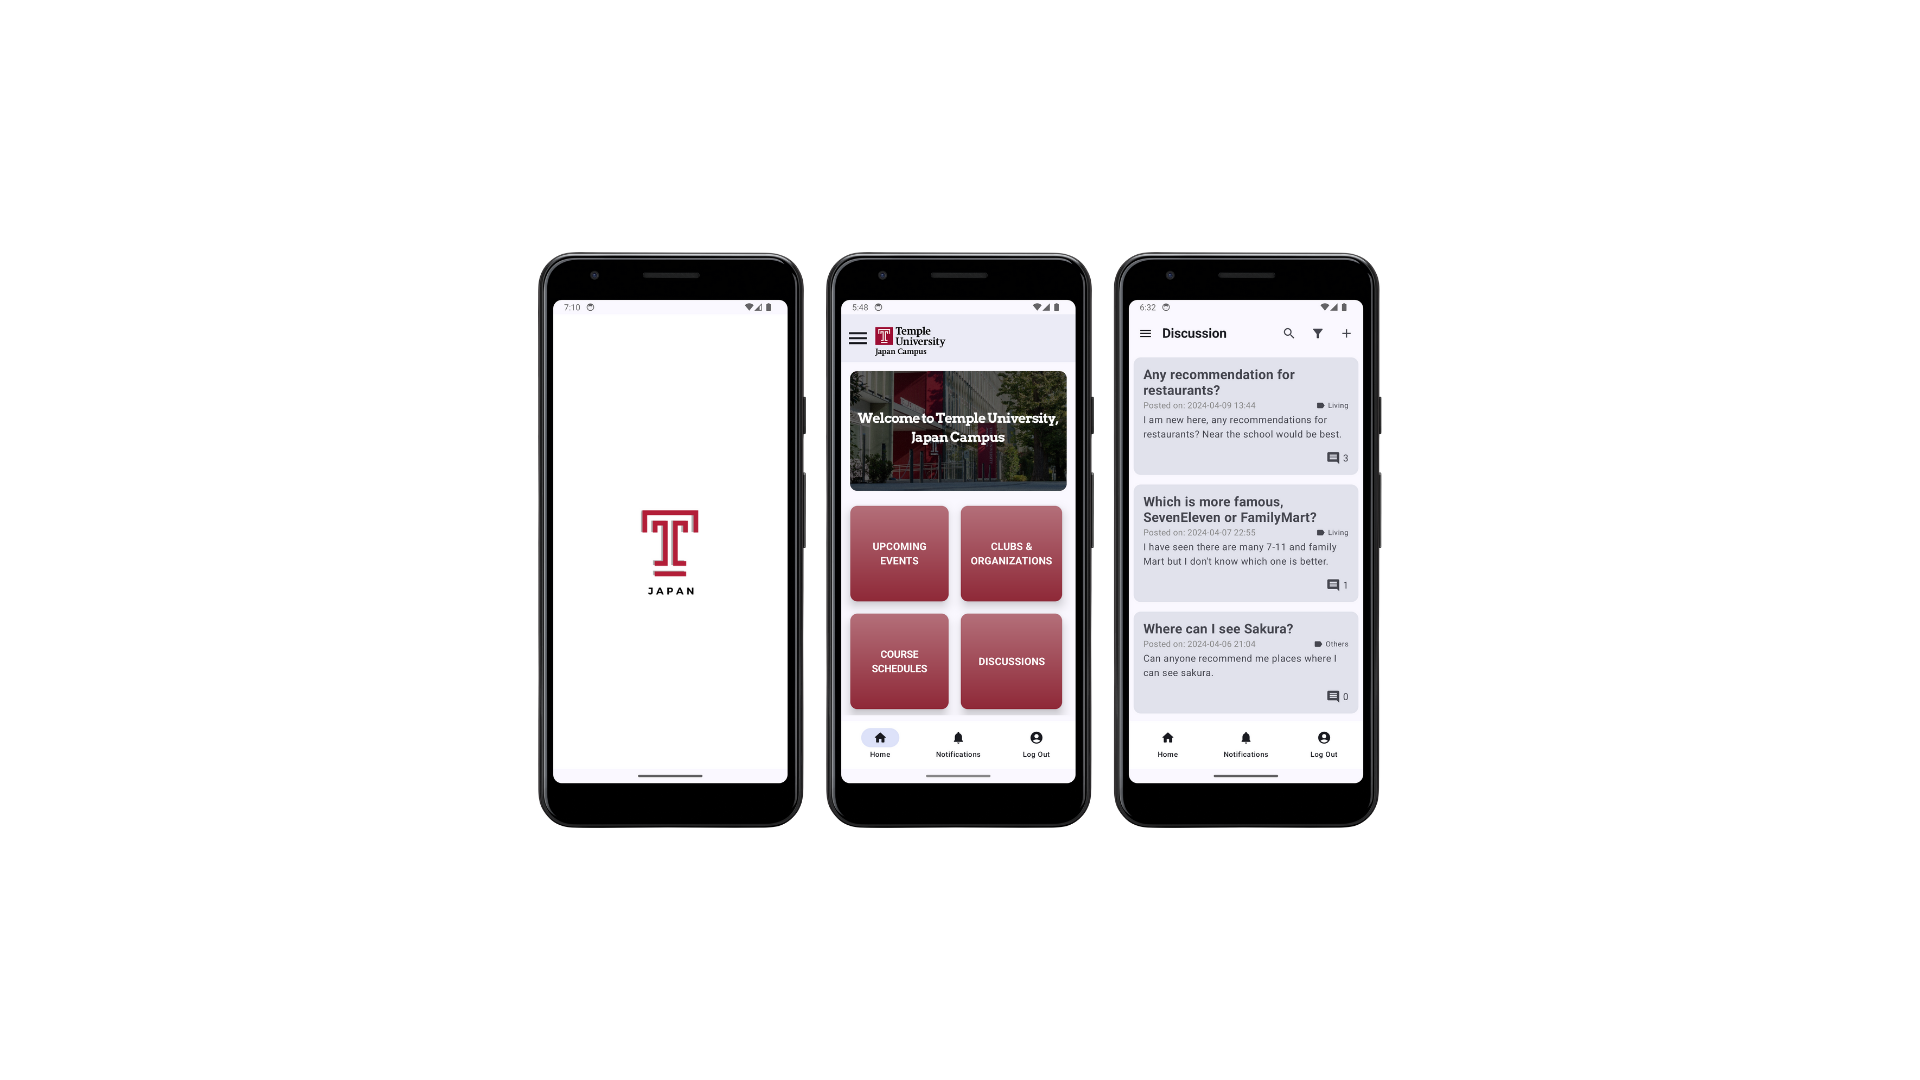 7:10
T
JAPAN
5:48
T
Temple
University
Japan Campus
Welcome to Temple University,
Japan Campus
UPCOMING
EVENTS
CLUBS &
ORGANIZATIONS
COURSE
SCHEDULES
DISCUSSIONS
Home
Notifications
Log Out
6:32
Discussion
Any recommendation for
restaurants?
Posted on: 2024-04-09 13:44
Living
I am new here, any recommendations for
restaurants? Near the school would be best.
3
Which is more famous,
SevenEleven or FamilyMart?
Posted on: 2024-04-07 22:55
Living
I have seen there are many 7-11 and family
Mart but I don't know which one is better.
1
Where can I see Sakura?
Posted on: 2024-04-06 21:04
Others
Can anyone recommend me places where I
can see sakura.
0
Home
Notifications
Log Out